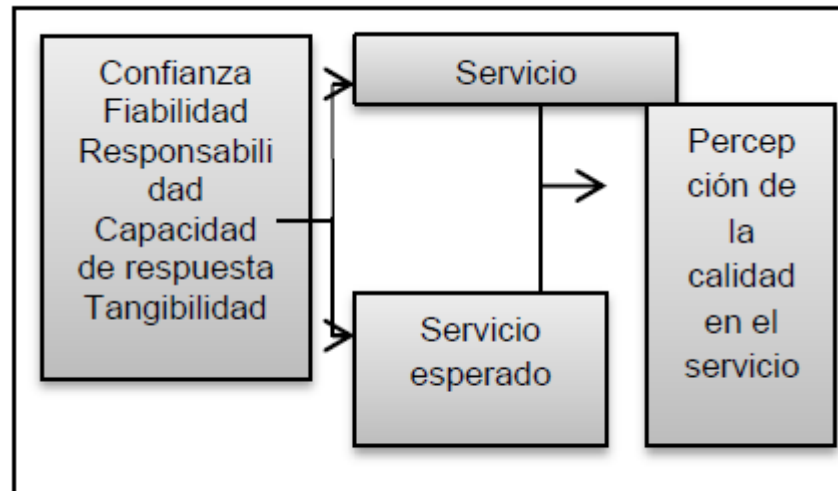 Confianza
Fiabilidad
Responsabili
dad
Capacidad
de respuesta
Tangibilidad
Servicio
Servicio
esperado
Percep
ción de
la
calidad
en el
servicio